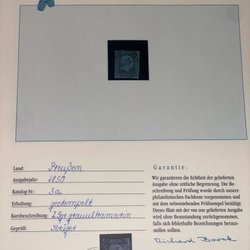 Land Preußen
Ausgabejahr: 1850
Katalog-Nr.: 3a
Erhaltung gestempelt
Kurzbeschreibung 2 Sgr
Geprüft:
Garantie:
Wir garantieren die Echtheit der gelieferten
Ausgabe ohne zeitliche Begrenzung. Die Be-
schreibung und Prüfung wurde durch unsere
philatelistischen Fachleute vorgenommen und
mit dem nebenstehenden Prüfstempel bestätigt.
Dieses Blatt mit der von uns gelieferten Ausgabe
wird ohne Beanstandung zurückgenommen,
falls sich fehlerhafte Bezeichnungen heraus-
stellen.